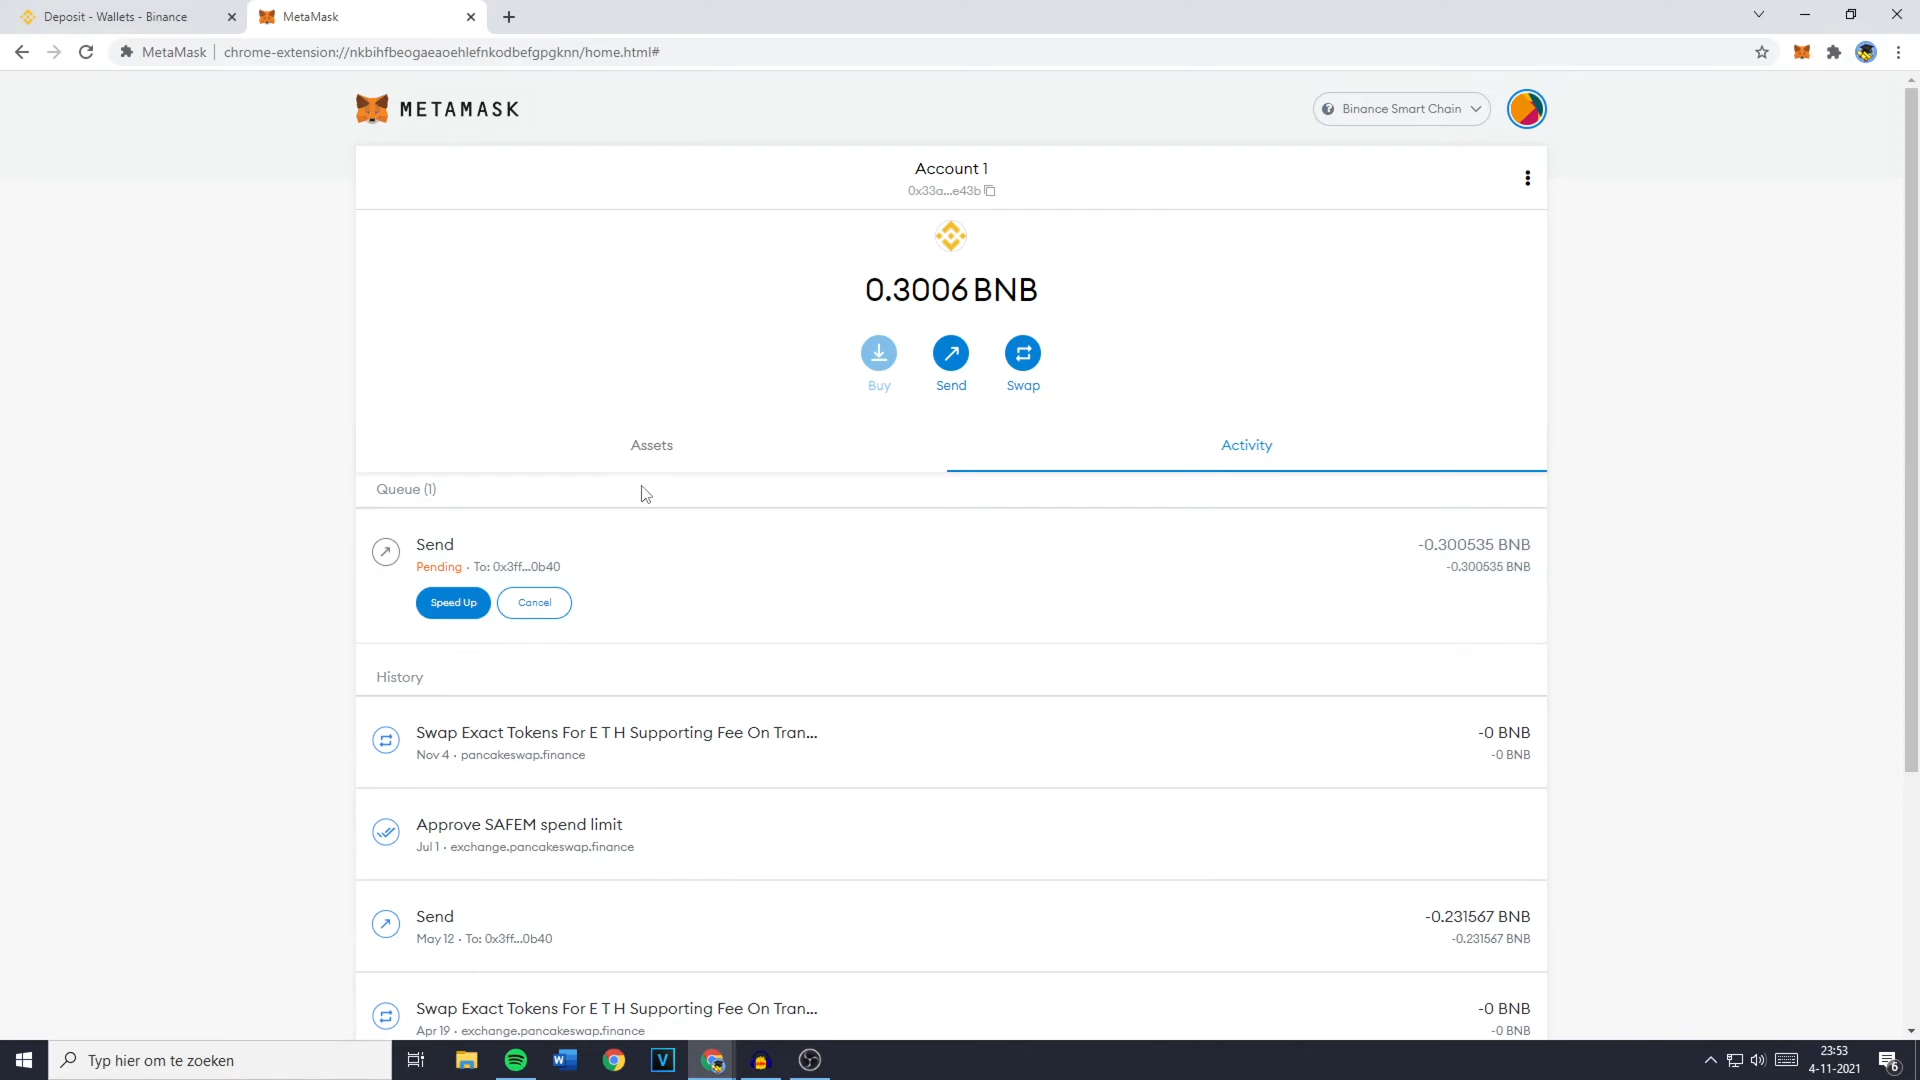 Deposit - Wallets - Binance
MetaMask
MetaMask
chrome-extension://nkbihfbeogaeaoehlefnkodbefgpgknn/home.html#
METAMASK
Binance Smart Chain
Account 1
0x33a...e43b
0.3006 BNB
Buy
Send
Swap
Assets
Activity
Queue (1)
Send
-0.300535 BNB
Pending · To: 0x3ff...0b40
-0.300535 BNB
Speed Up
Cancel
History
Swap Exact Tokens For E T H Supporting Fee On Tran...
-0 BNB
Nov 4 · pancakeswap.finance
-0 BNB
Approve SAFEM spend limit
Jul 1 · exchange.pancakeswap.finance
Send
-0.231567 BNB
May 12 · To: 0x3ff...0b40
-0.231567 BNB
Swap Exact Tokens For E T H Supporting Fee On Tran...
-0 BNB
Apr 19 · exchange.pancakeswap.finance
-0 BNB
Typ hier om te zoeken
23:53
4-11-2021
6